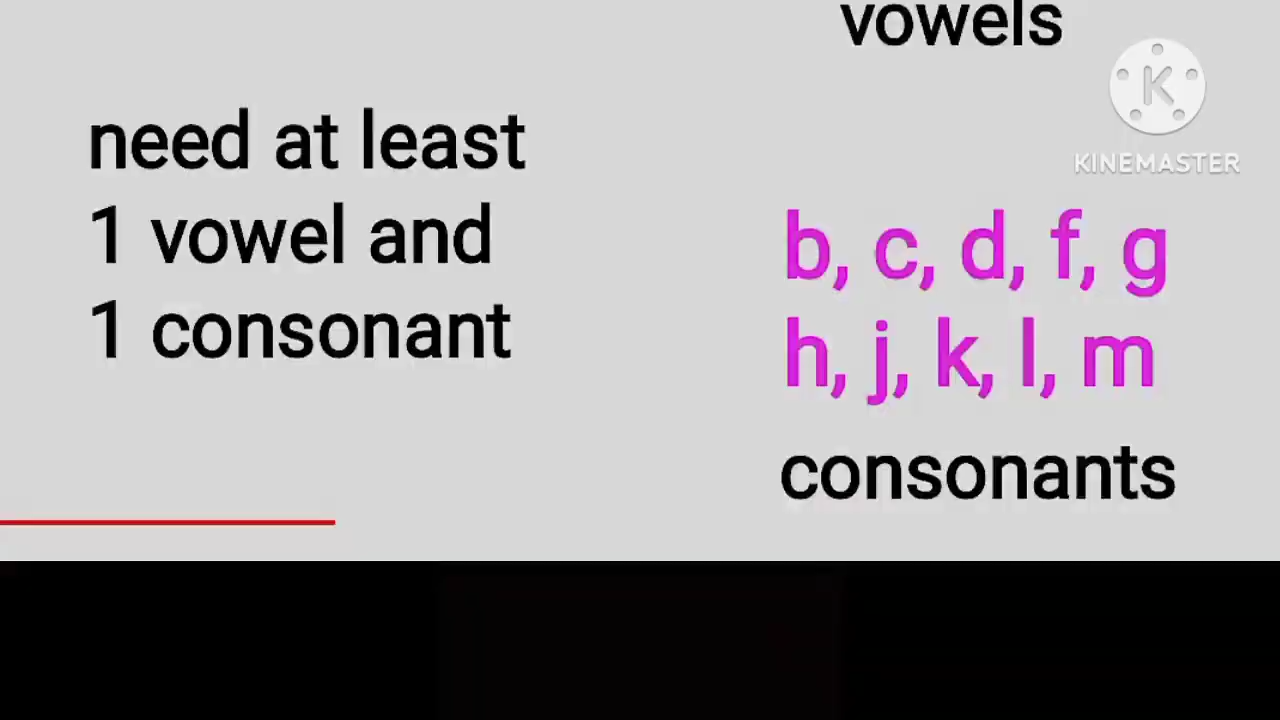 vowels
KINEMASTER
need at least
1 vowel and
1 consonant
b, c, d, f, g
h, j, k, l, m
consonants